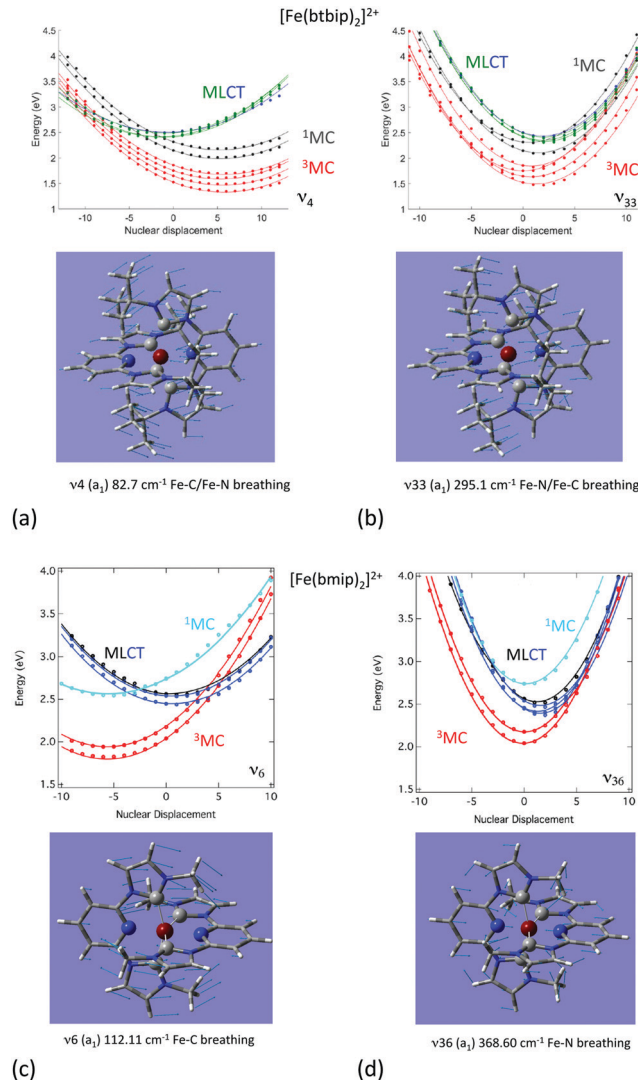 [Fe(btbip)₂]²⁺
4.5
4
3.5
3
2.5
2
1.5
1
Energy (eV)
MLCT
¹MC
³MC
ν₄
-10
-5
0
5
10
Nuclear displacement
4.5
4
3.5
3
2.5
2
1.5
1
Energy (eV)
MLCT
¹MC
³MC
ν₃₃
-10
-5
0
5
10
Nuclear displacement
ν4 (a₁) 82.7 cm⁻¹ Fe-C/Fe-N breathing
ν33 (a₁) 295.1 cm⁻¹ Fe-N/Fe-C breathing
(a)
(b)
[Fe(bmip)₂]²⁺
4.0
3.5
3.0
2.5
2.0
1.5
Energy (eV)
MLCT
¹MC
³MC
ν₆
-10
-5
0
5
10
Nuclear Displacement
4.0
3.5
3.0
2.5
2.0
1.5
Energy (eV)
¹MC
MLCT
³MC
ν₃₆
-10
-5
0
5
10
Nuclear Displacement
ν6 (a₁) 112.11 cm⁻¹ Fe-C breathing
ν36 (a₁) 368.60 cm⁻¹ Fe-N breathing
(c)
(d)